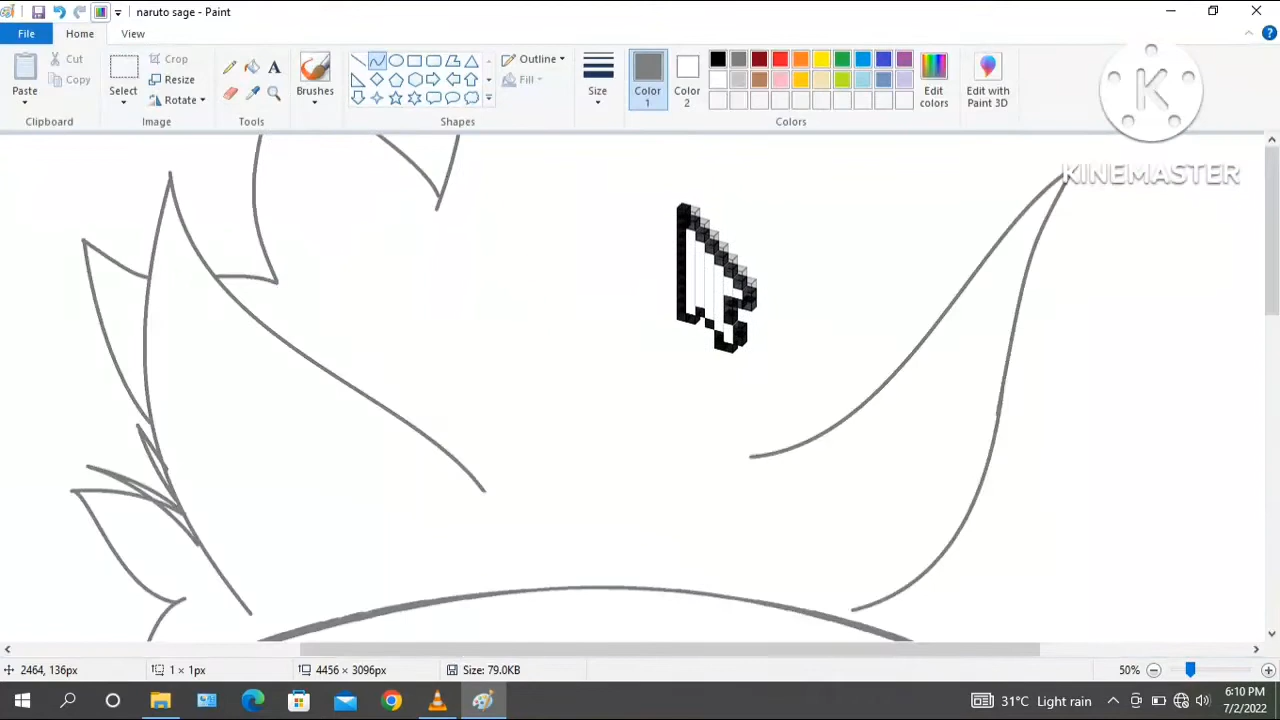 naruto sage - Paint
File
Home
View
Paste
Cut
Copy
Clipboard
Select
Crop
Resize
Rotate
Image
A
Tools
Brushes
Outline
Fill
Shapes
Size
Color 1
Color 2
Edit colors
Edit with Paint 3D
Colors
K
KINEMASTER
2464, 136px
1 × 1px
4456 × 3096px
Size: 79.0KB
50%
31°C Light rain
6:10 PM
7/2/2022